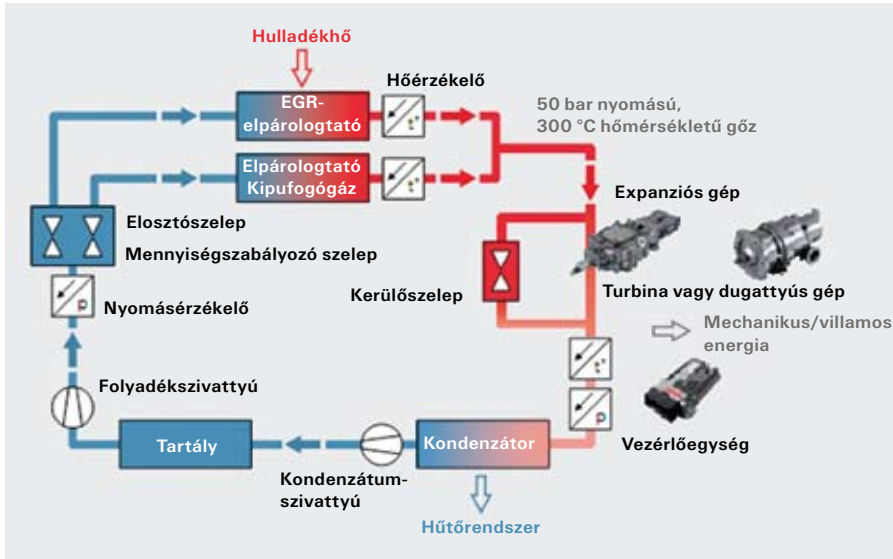 Hulladékhő
Hőérzékelő
EGR-
elpárologtató
50 bar nyomású,
300 °C hőmérsékletű gőz
Elpárologtató
Kipufogógáz
Expanziós gép
Elosztószelep
Mennyiségszabályozó szelep
Kerülőszelep
Turbina vagy dugattyús gép
Nyomásérzékelő
Mechanikus/villamos
energia
Folyadékszivattyú
Tartály
Kondenzátor
Vezérlőegység
Kondenzátum-
szivattyú
Hűtőrendszer
t°
t°
p
t°
p